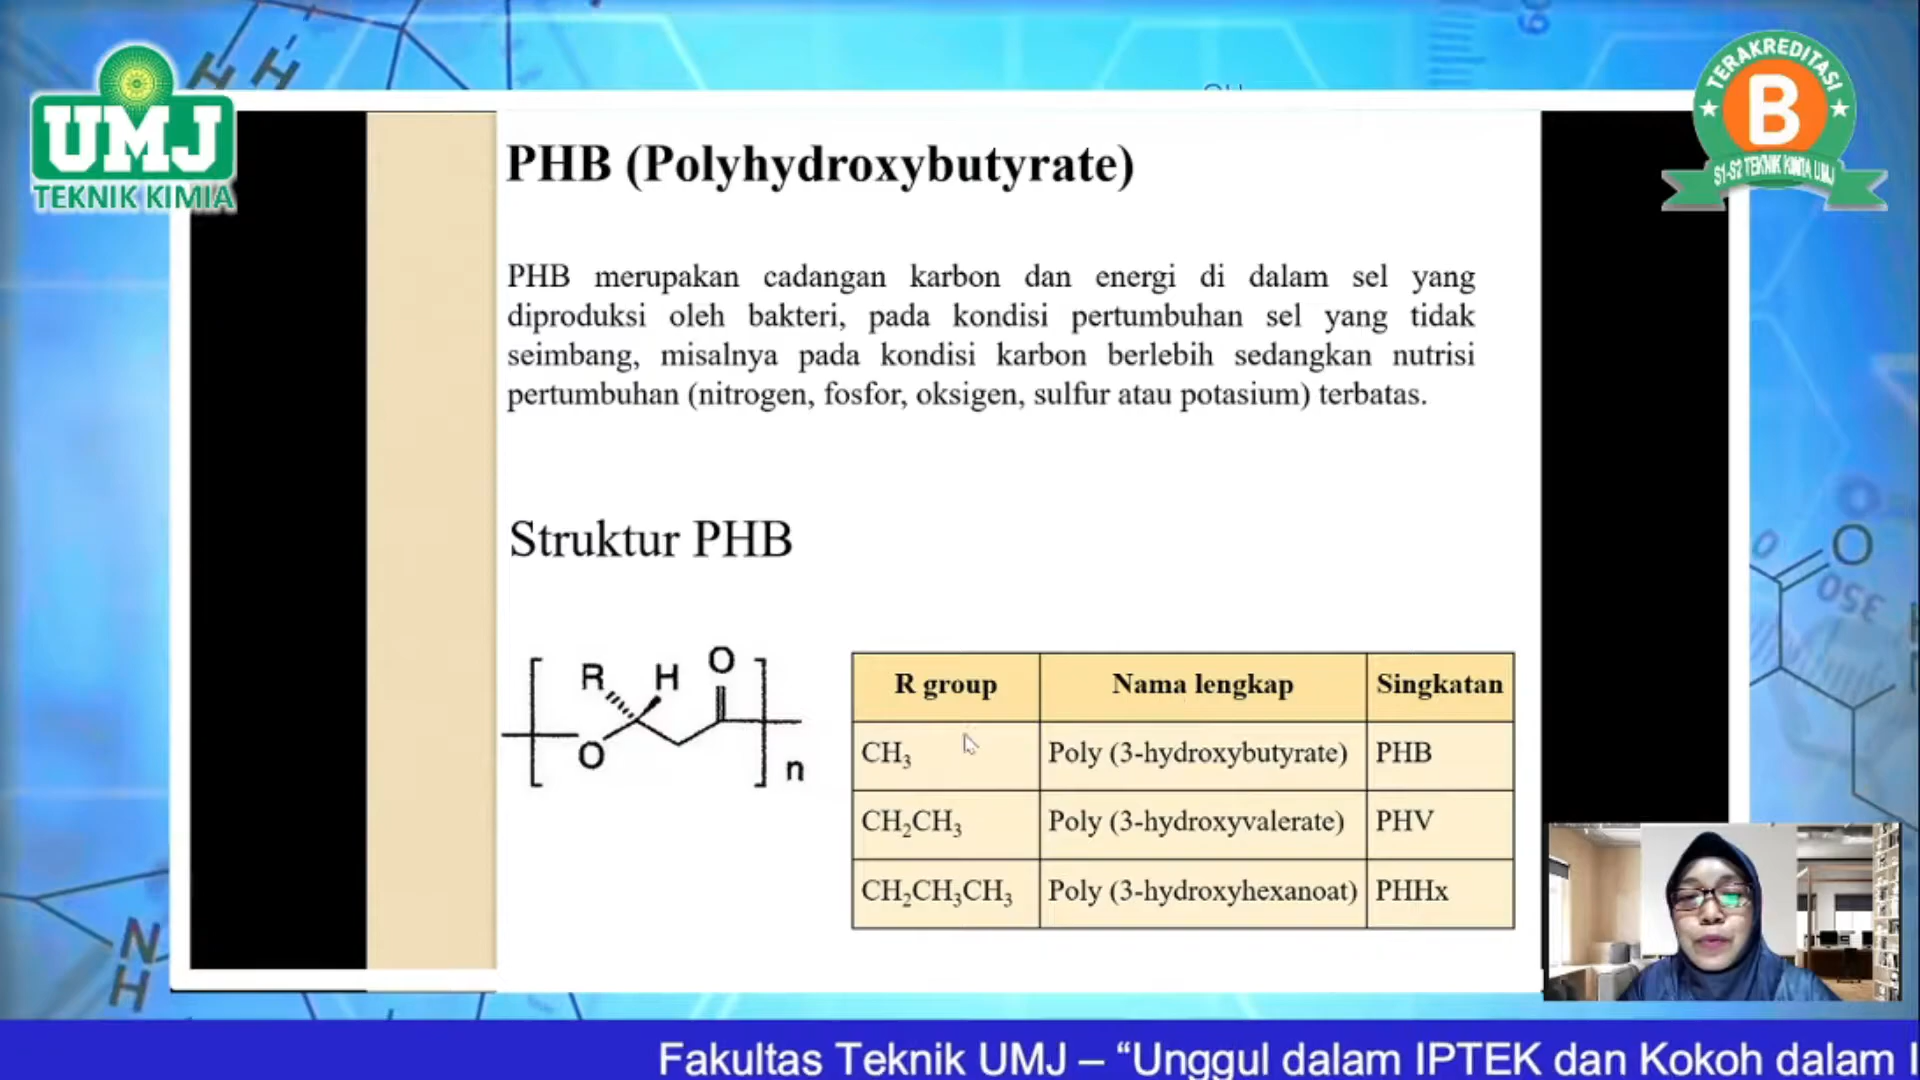 UMJ
TEKNIK KIMIA
TERAKREDITASI
B
S1-S2 TEKNIK KIMIA UMJ
PHB (Polyhydroxybutyrate)
PHB merupakan cadangan karbon dan energi di dalam sel yang
diproduksi oleh bakteri, pada kondisi pertumbuhan sel yang tidak
seimbang, misalnya pada kondisi karbon berlebih sedangkan nutrisi
pertumbuhan (nitrogen, fosfor, oksigen, sulfur atau potasium) terbatas.
Struktur PHB
R H O
O
n
R group Nama lengkap Singkatan
CH₃ Poly (3-hydroxybutyrate) PHB
CH₂CH₃ Poly (3-hydroxyvalerate) PHV
CH₂CH₃CH₃ Poly (3-hydroxyhexanoat) PHHx
H H
O
O
350
N
H
Fakultas Teknik UMJ – “Unggul dalam IPTEK dan Kokoh dalam